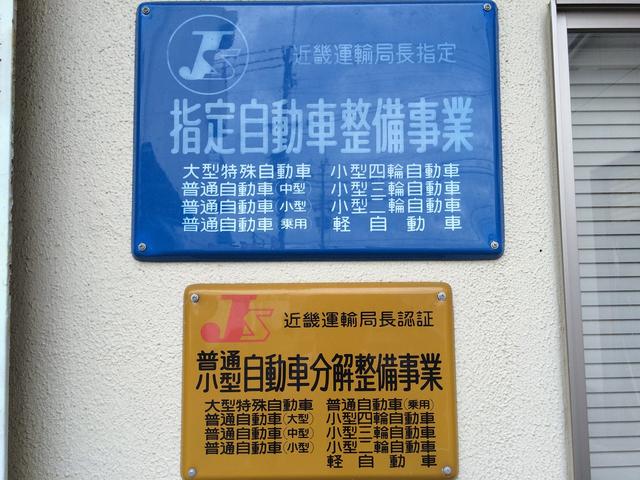 JS 近畿運輸局長指定
指定自動車整備事業
大型特殊自動車 小型四輪自動車
普通自動車(中型) 小型三輪自動車
普通自動車(小型) 小型二輪自動車
普通自動車(乗用) 軽自動車
JS 近畿運輸局長認証
普通
小型 自動車分解整備事業
大型特殊自動車 普通自動車(乗用)
普通自動車(大型) 小型四輪自動車
普通自動車(中型) 小型三輪自動車
普通自動車(小型) 小型二輪自動車
軽自動車